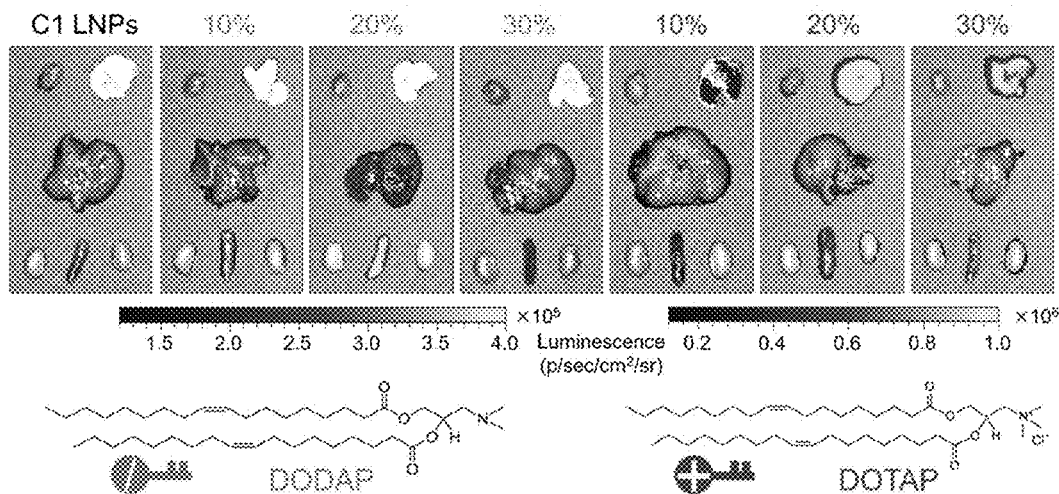 C1 LNPs 10% 20% 30% 10% 20% 30%
×10⁵ ×10⁶
1.5 2.0 2.5 3.0 3.5 4.0 Luminescence 0.2 0.4 0.6 0.8 1.0
(p/sec/cm²/sr)
O O
O N O N⁺
O H O H Cl⁻
O O
DODAP DOTAP